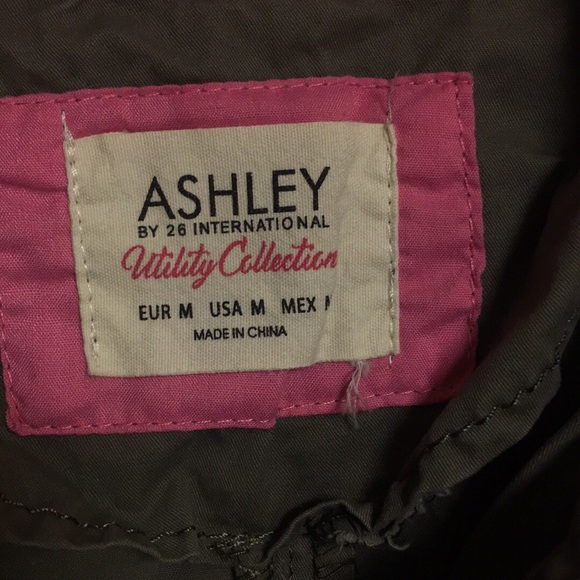 ASHLEY
BY 26 INTERNATIONAL
Utility Collection
EUR M USA M MEX
MADE IN CHINA